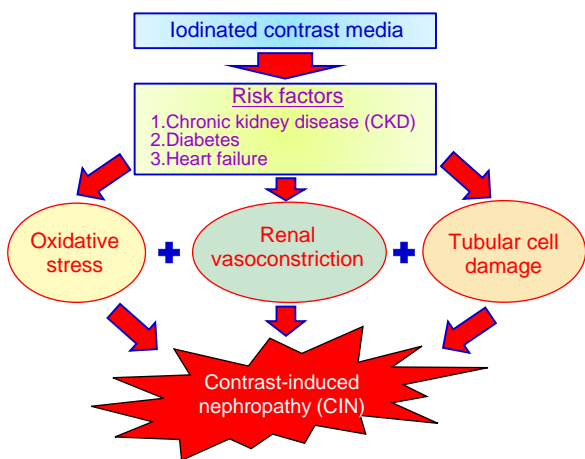 Iodinated contrast media
Risk factors
1.Chronic kidney disease (CKD)
2.Diabetes
3.Heart failure
Oxidative
stress
+
Renal
vasoconstriction
+
Tubular cell
damage
Contrast-induced
nephropathy (CIN)